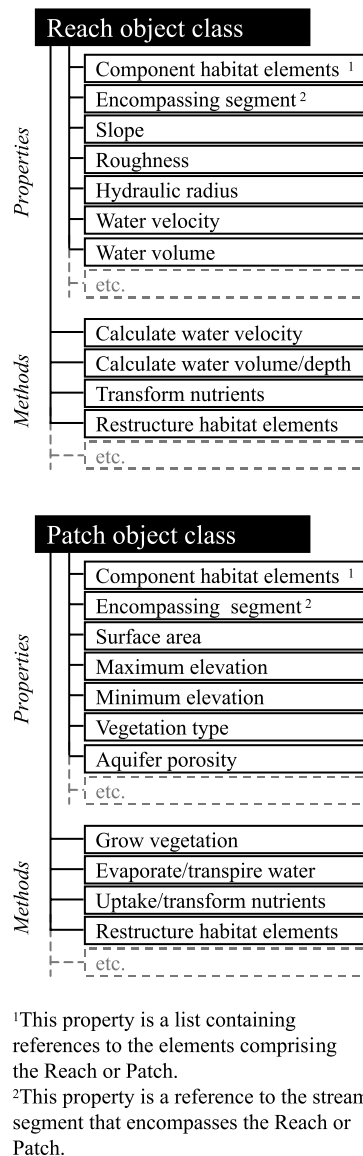 Reach object class
Properties
Component habitat elements 1
Encompassing segment 2
Slope
Roughness
Hydraulic radius
Water velocity
Water volume
etc.
Methods
Calculate water velocity
Calculate water volume/depth
Transform nutrients
Restructure habitat elements
etc.
Patch object class
Properties
Component habitat elements 1
Encompassing segment 2
Surface area
Maximum elevation
Minimum elevation
Vegetation type
Aquifer porosity
etc.
Methods
Grow vegetation
Evaporate/transpire water
Uptake/transform nutrients
Restructure habitat elements
etc.
1This property is a list containing
references to the elements comprising
the Reach or Patch.
2This property is a reference to the stream
segment that encompasses the Reach or
Patch.